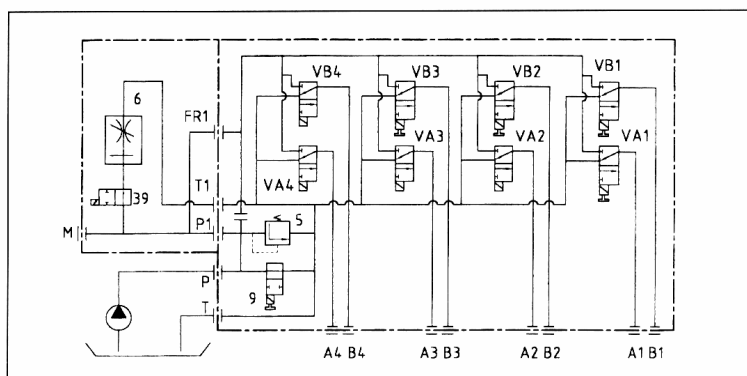 VB4
VB3
VB2
VB1
6
FR1
VA4
VA3
VA2
VA1
39
T1
P1
5
M
P
9
T
A4 B4
A3 B3
A2 B2
A1 B1